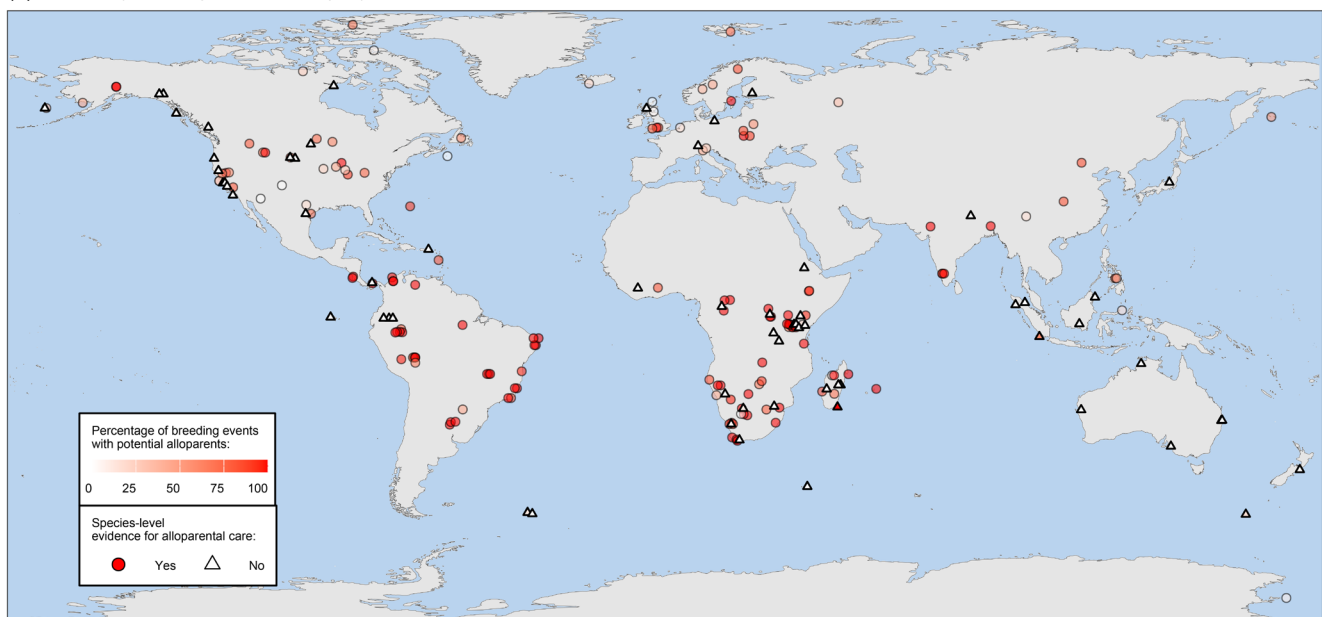 Percentage of breeding events
with potential alloparents:
0 25 50 75 100
Species-level
evidence for alloparental care:
Yes No